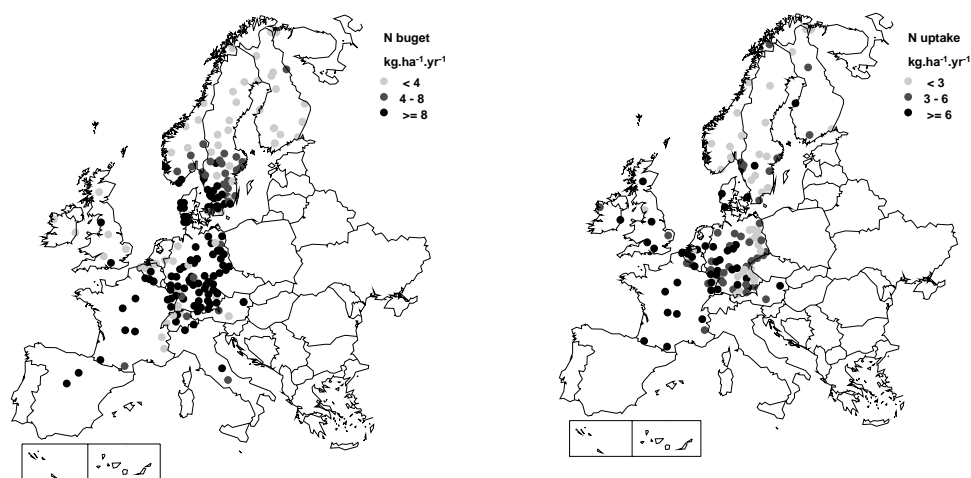 N buget
kg.ha⁻¹.yr⁻¹
< 4
4 - 8
>= 8
N uptake
kg.ha⁻¹.yr⁻¹
< 3
3 - 6
>= 6